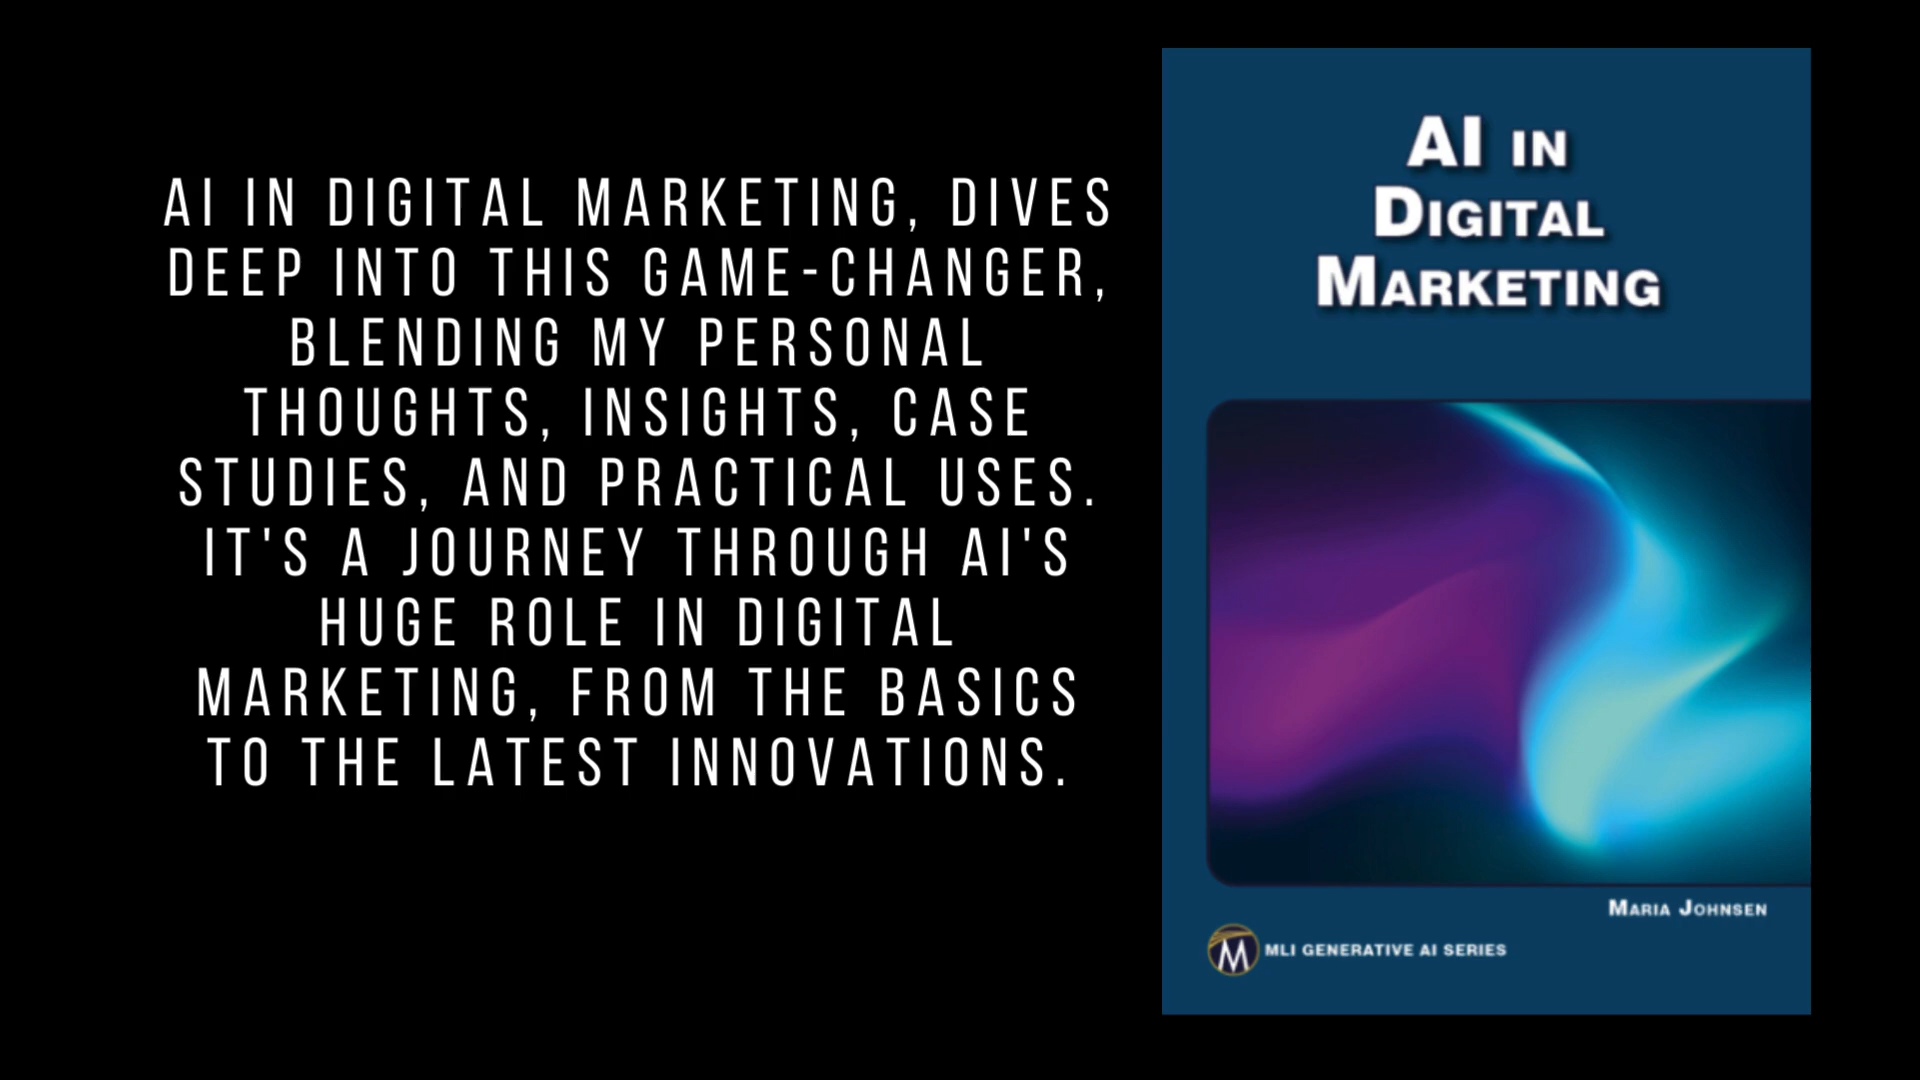 AI IN DIGITAL MARKETING, DIVES
DEEP INTO THIS GAME-CHANGER,
BLENDING MY PERSONAL
THOUGHTS, INSIGHTS, CASE
STUDIES, AND PRACTICAL USES.
IT'S A JOURNEY THROUGH AI'S
HUGE ROLE IN DIGITAL
MARKETING, FROM THE BASICS
TO THE LATEST INNOVATIONS.
AI IN
DIGITAL
MARKETING
MARIA JOHNSEN
M MLI GENERATIVE AI SERIES